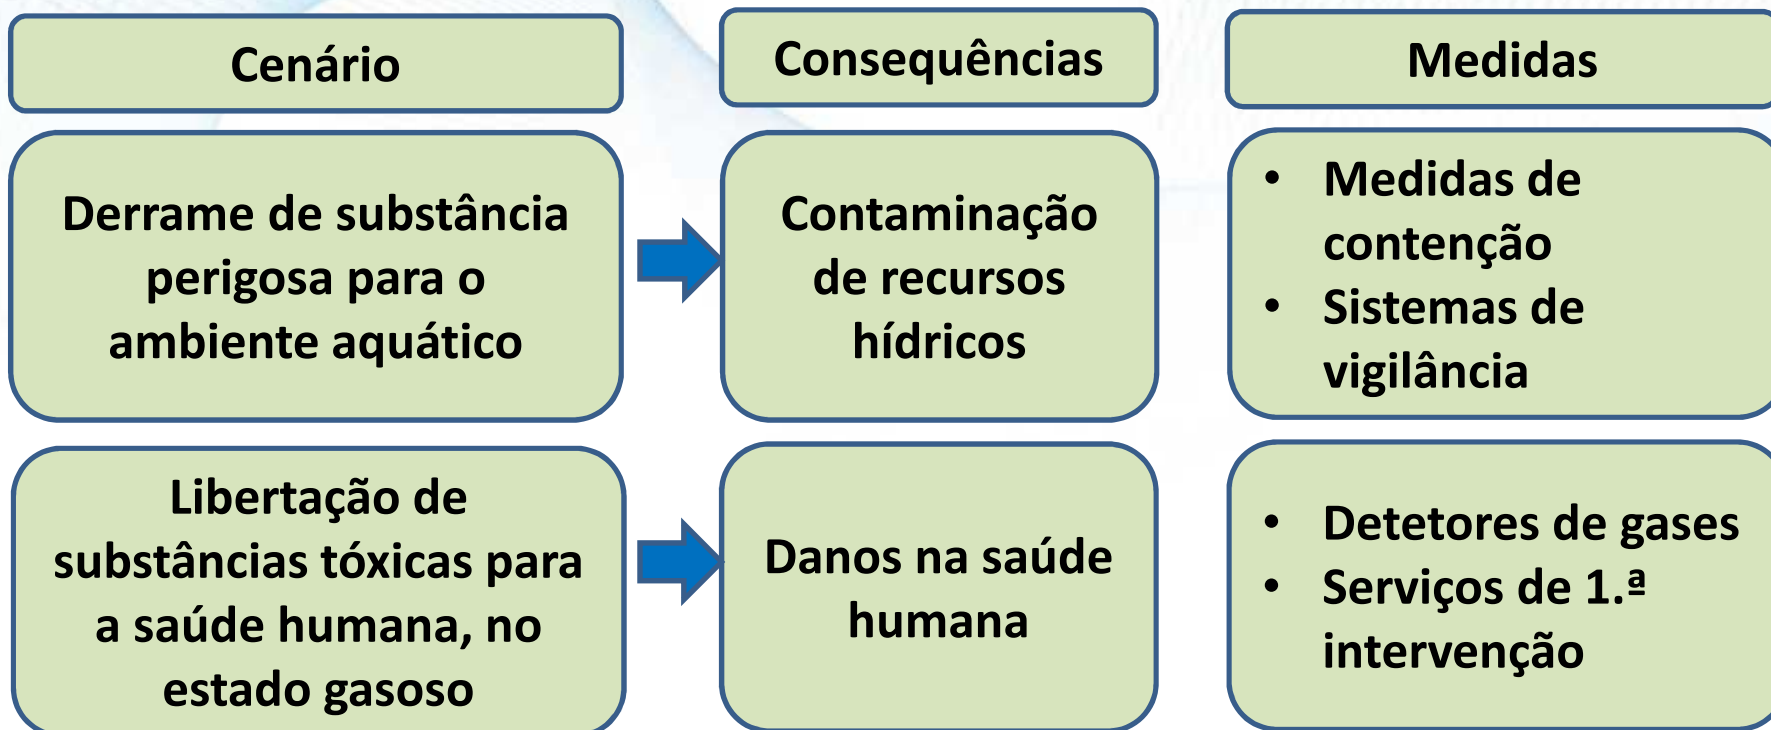 Cenário
Consequências
Medidas
Derrame de substância
perigosa para o
ambiente aquático
Contaminação
de recursos
hídricos
• Medidas de
contenção
• Sistemas de
vigilância
Libertação de
substâncias tóxicas para
a saúde humana, no
estado gasoso
Danos na saúde
humana
• Detetores de gases
• Serviços de 1.ª
intervenção